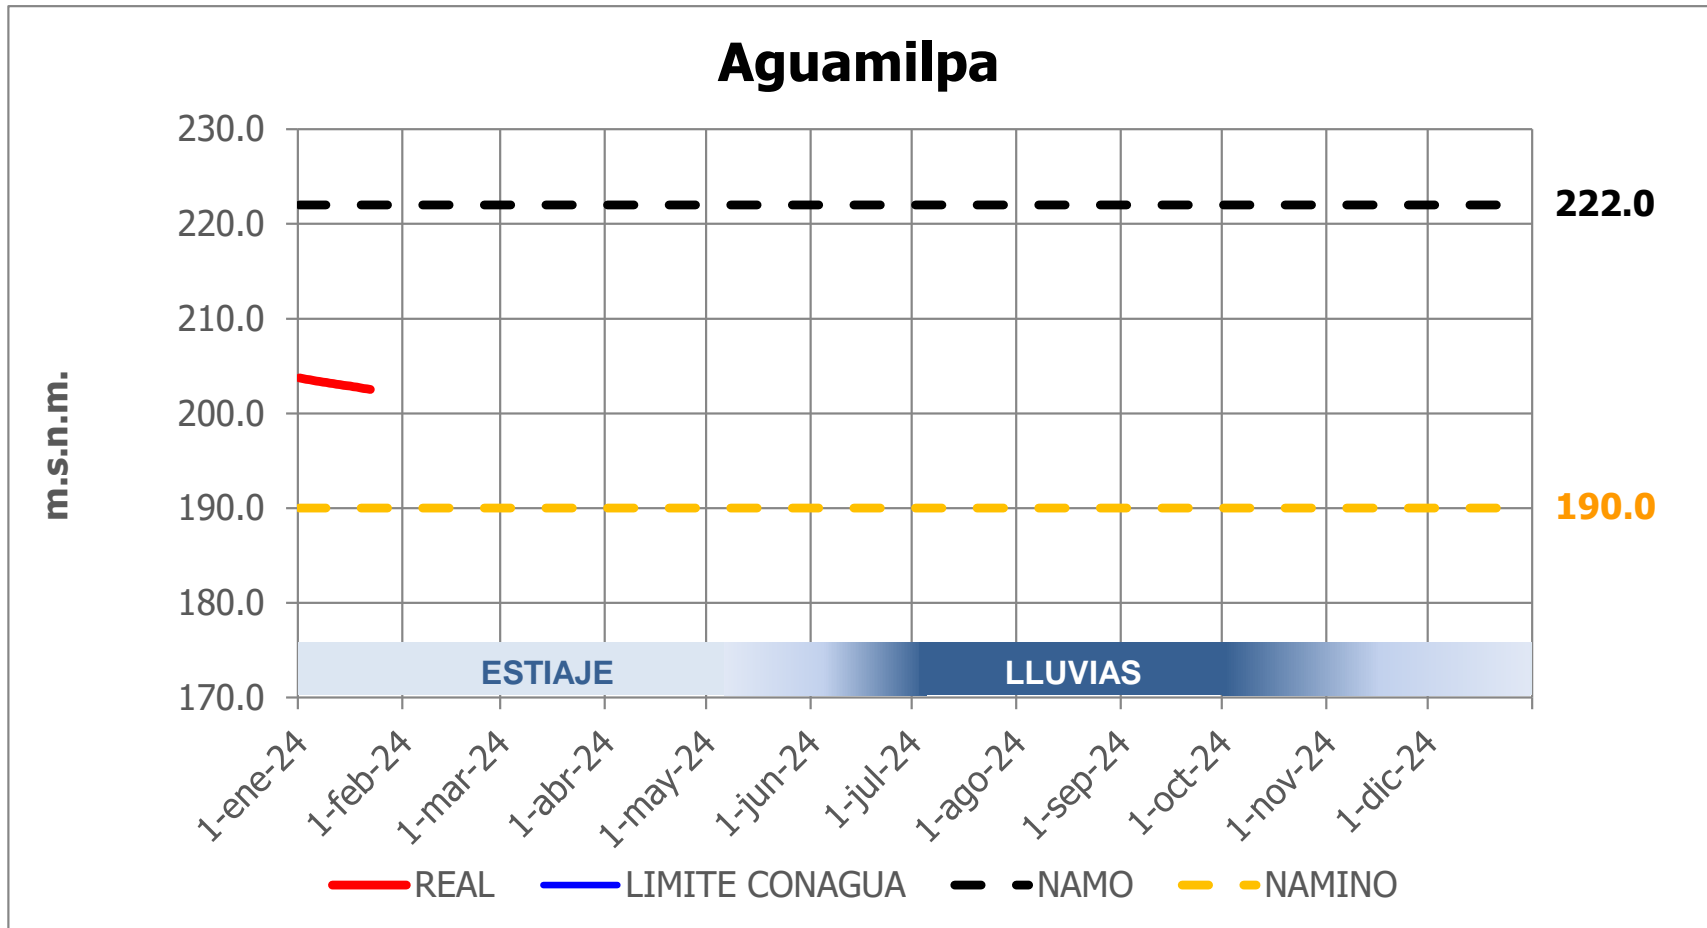 Aguamilpa
230.0
220.0
210.0
200.0
190.0
180.0
170.0
m.s.n.m.
222.0
190.0
ESTIAJE
LLUVIAS
1-ene-24
1-feb-24
1-mar-24
1-abr-24
1-may-24
1-jun-24
1-jul-24
1-ago-24
1-sep-24
1-oct-24
1-nov-24
1-dic-24
REAL
LIMITE CONAGUA
NAMO
NAMINO